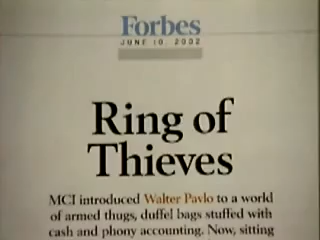 Forbes
JUNE 10, 2002
Ring of
Thieves
MCI introduced Walter Pavlo to a world
of armed thugs, duffel bags stuffed with
cash and phony accounting. Now, sitting